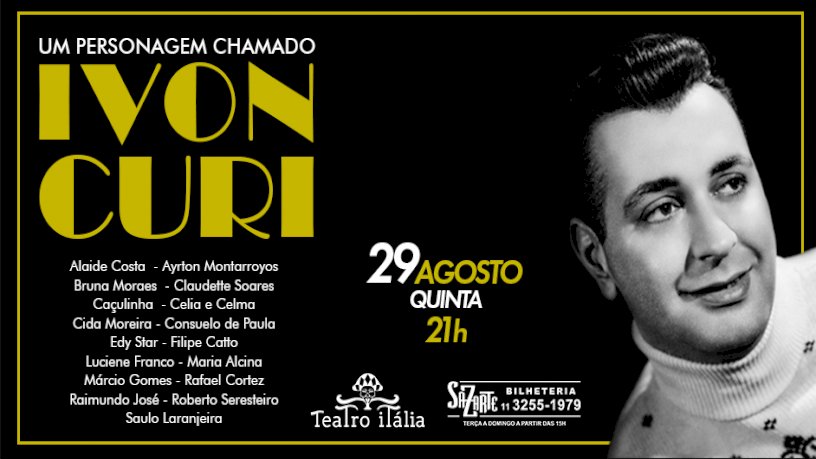 UM PERSONAGEM CHAMADO
IVON
CURI
Alaide Costa - Ayrton Montarroyos
Bruna Moraes - Claudette Soares
Caçulinha - Celia e Celma
Cida Moreira - Consuelo de Paula
Edy Star - Filipe Catto
Luciene Franco - Maria Alcina
Márcio Gomes - Rafael Cortez
Raimundo José - Roberto Seresteiro
Saulo Laranjeira
29 AGOSTO
QUINTA
21h
TeaTro iTália
SaZarte
BILHETERIA
11 3255-1979
TERÇA A DOMINGO A PARTIR DAS 15H